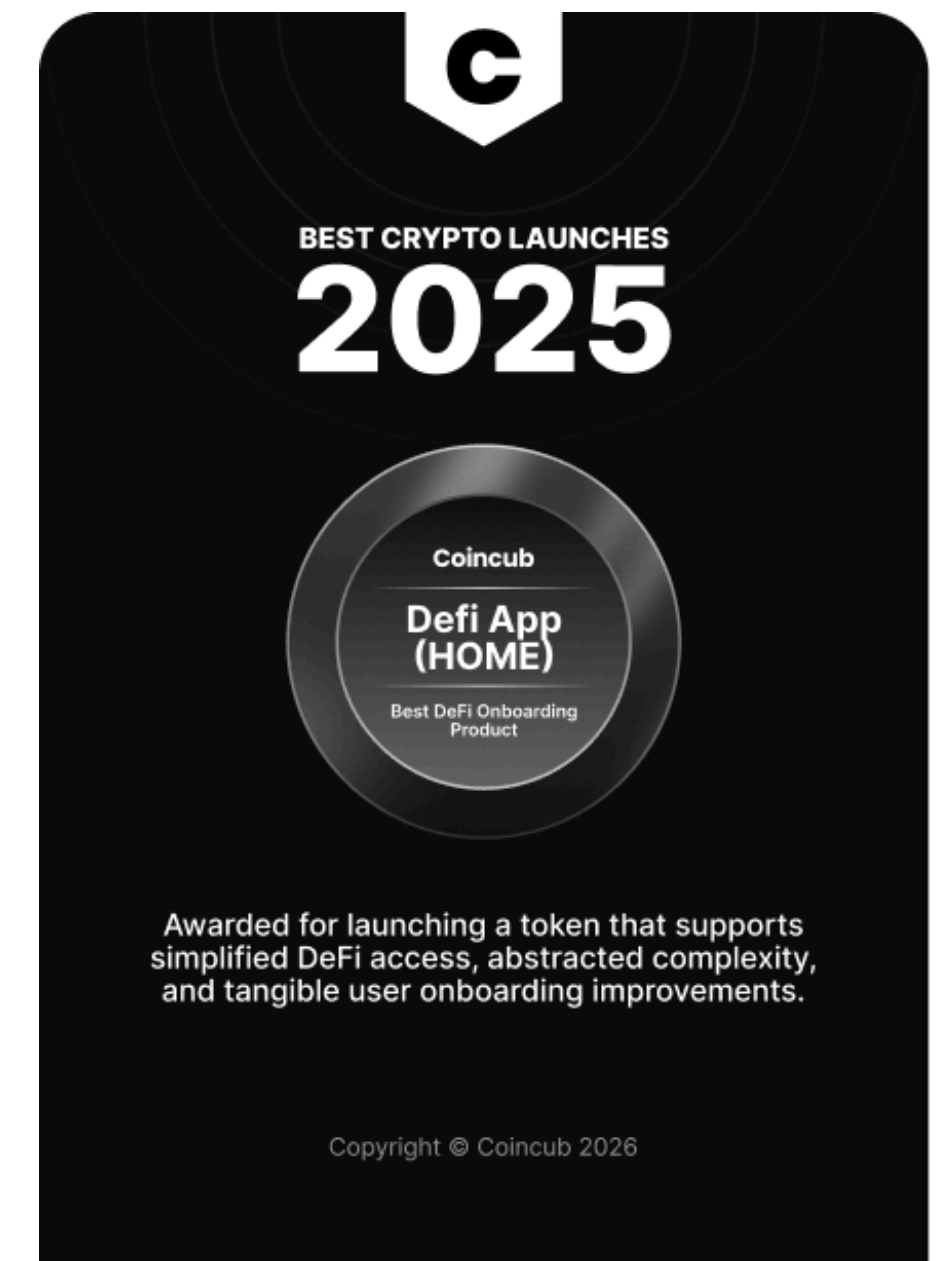 C
BEST CRYPTO LAUNCHES
2025
Coincub
Defi App
(HOME)
Best DeFi Onboarding
Product
Awarded for launching a token that supports
simplified DeFi access, abstracted complexity,
and tangible user onboarding improvements.
Copyright © Coincub 2026